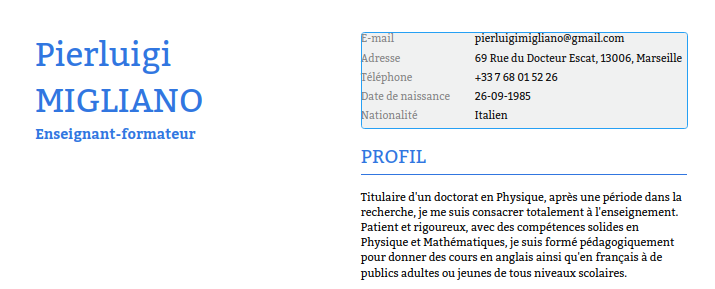 Pierluigi
MIGLIANO
Enseignant-formateur
E-mail pierluigimigliano@gmail.com
Adresse 69 Rue du Docteur Escat, 13006, Marseille
Téléphone +33 7 68 01 52 26
Date de naissance 26-09-1985
Nationalité Italien
PROFIL
Titulaire d'un doctorat en Physique, après une période dans la
recherche, je me suis consacrer totalement à l'enseignement.
Patient et rigoureux, avec des compétences solides en
Physique et Mathématiques, je suis formé pédagogiquement
pour donner des cours en anglais ainsi qu'en français à de
publics adultes ou jeunes de tous niveaux scolaires.